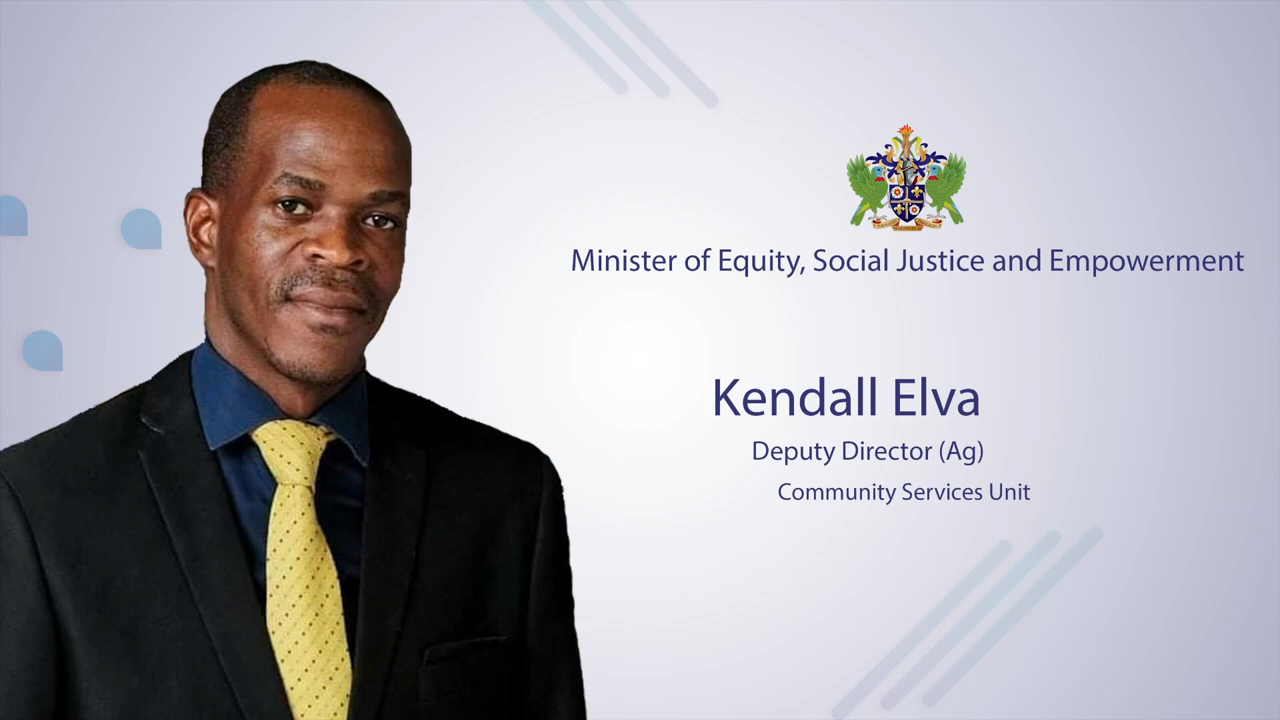 Minister of Equity, Social Justice and Empowerment
Kendall Elva
Deputy Director (Ag)
Community Services Unit